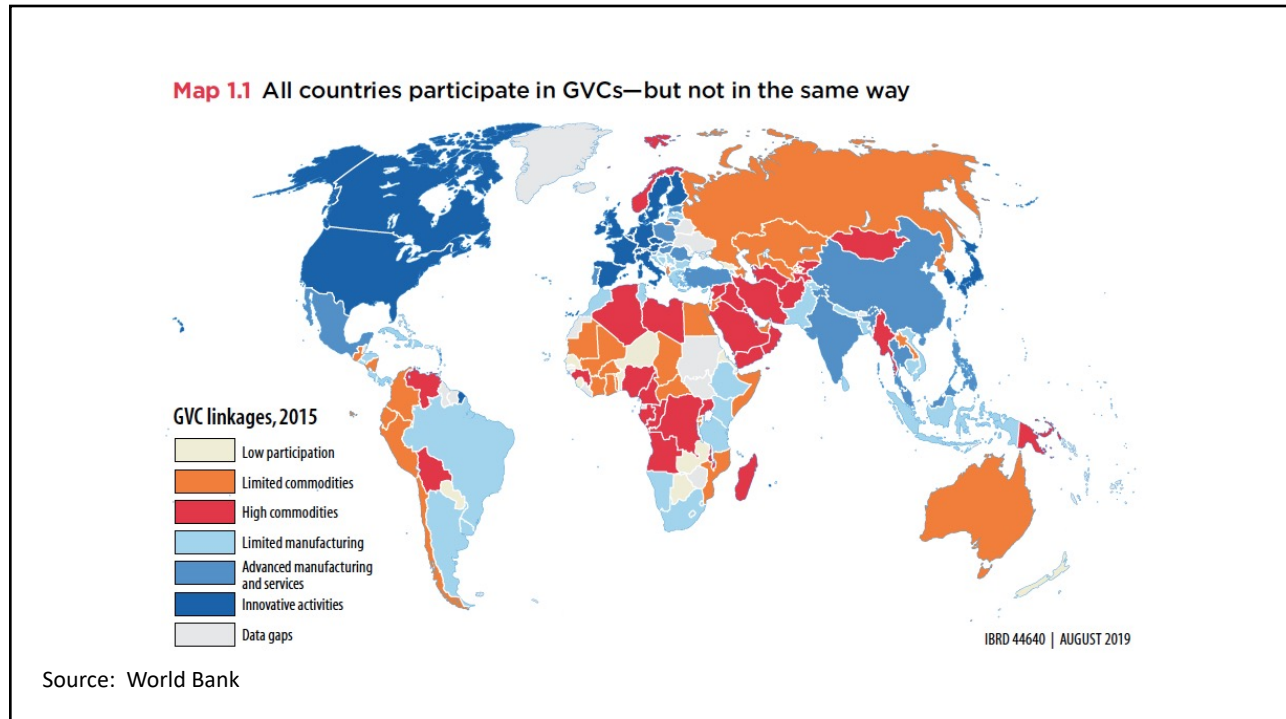 Map 1.1 All countries participate in GVCs—but not in the same way
GVC linkages, 2015
Low participation
Limited commodities
High commodities
Limited manufacturing
Advanced manufacturing
and services
Innovative activities
Data gaps
IBRD 44640 | AUGUST 2019
Source: World Bank